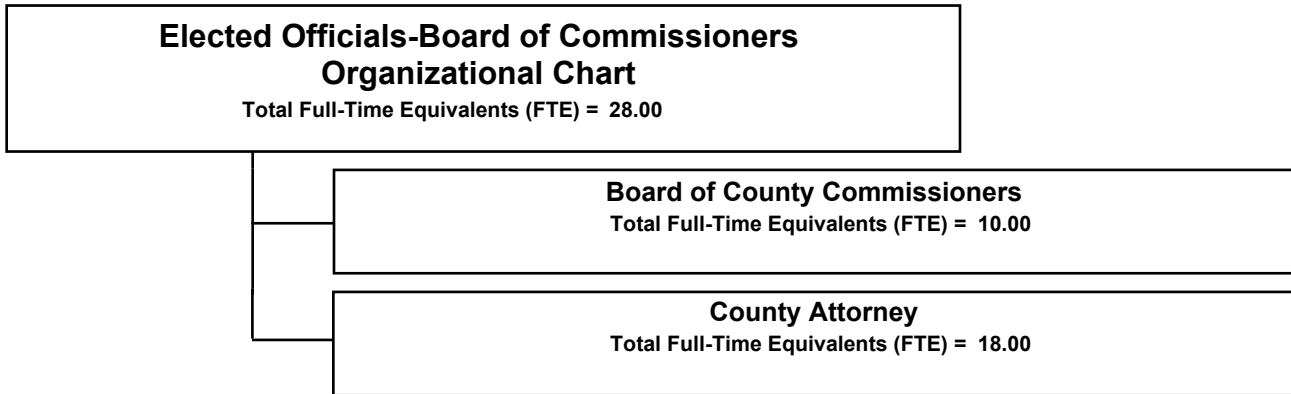 Elected Officials-Board of Commissioners
Organizational Chart
Total Full-Time Equivalents (FTE) = 28.00
Board of County Commissioners
Total Full-Time Equivalents (FTE) = 10.00
County Attorney
Total Full-Time Equivalents (FTE) = 18.00